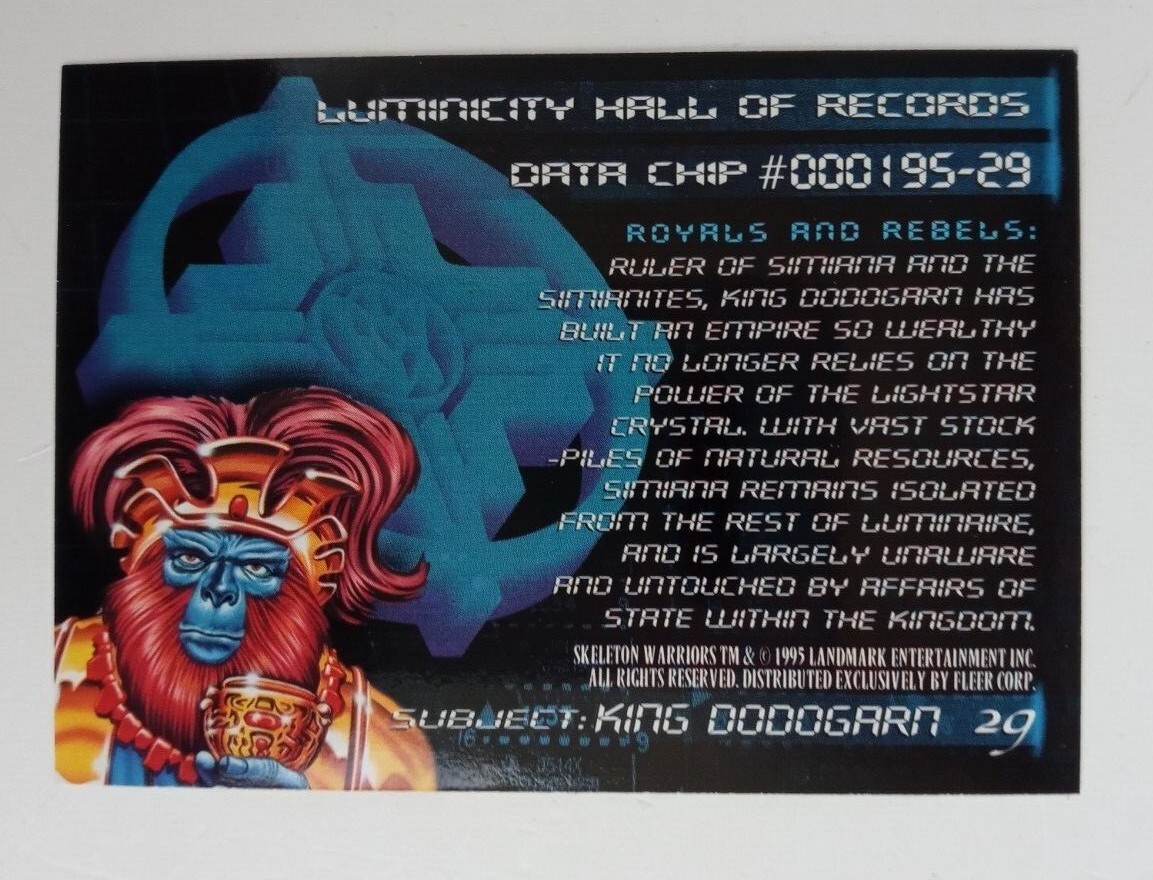 LUMINICITY HALL OF RECORDS
DATA CHIP #000195-29
ROYALS AND REBELS:
RULER OF SIMIANA AND THE
SIMIANITES, KING DODOGARN HAS
BUILT AN EMPIRE SO WEALTHY
IT NO LONGER RELIES ON THE
POWER OF THE LIGHTSTAR
CRYSTAL. WITH VAST STOCK
-PILES OF NATURAL RESOURCES,
SIMIANA REMAINS ISOLATED
FROM THE REST OF LUMINAIRE,
AND IS LARGELY UNAWARE
AND UNTOUCHED BY AFFAIRS OF
STATE WITHIN THE KINGDOM.
SKELETON WARRIORS TM & © 1995 LANDMARK ENTERTAINMENT INC.
ALL RIGHTS RESERVED. DISTRIBUTED EXCLUSIVELY BY FLEER CORP.
SUBJECT: KING DODOGARN 29